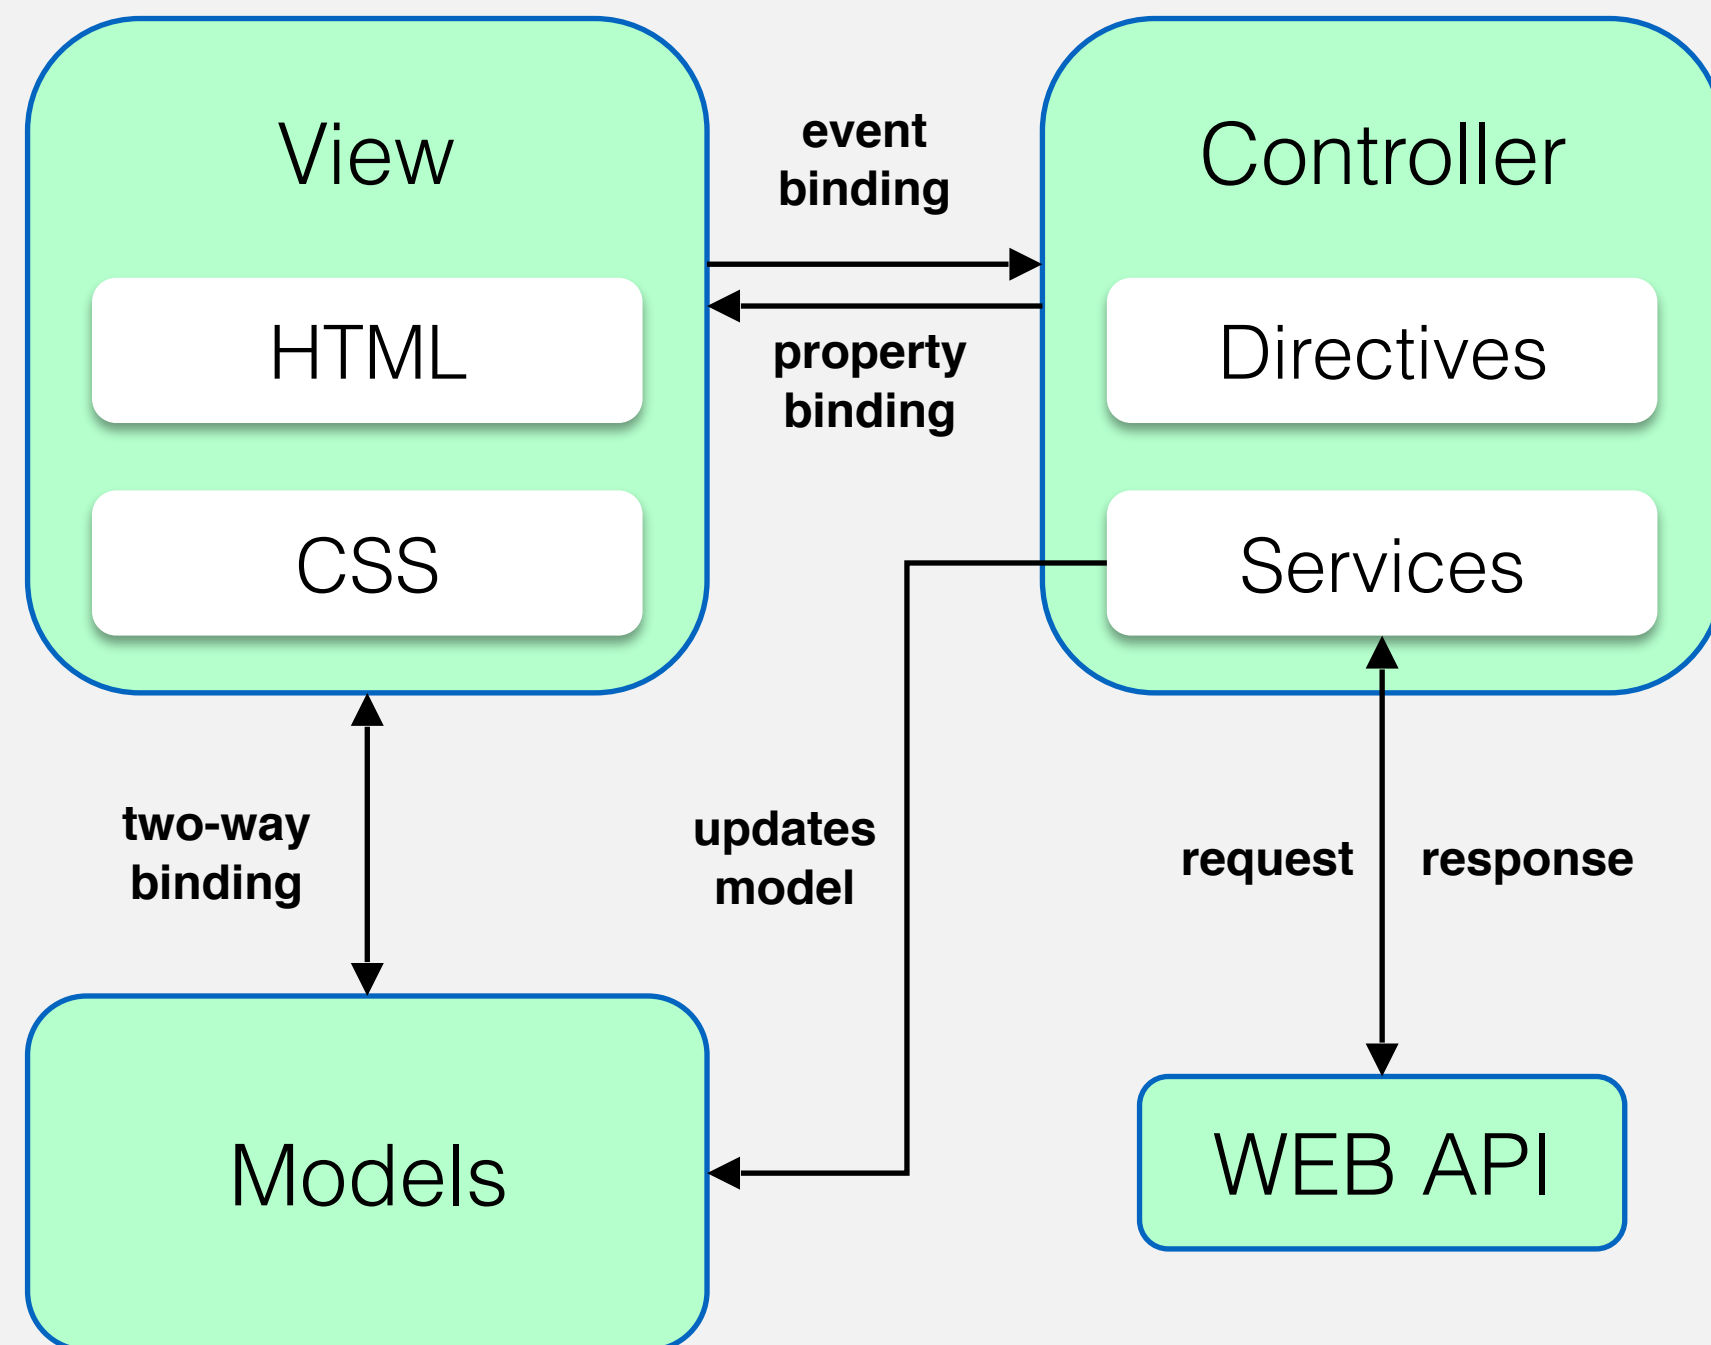 View
HTML
CSS
event
binding
property
binding
Controller
Directives
Services
two-way
binding
updates
model
request
response
Models
WEB API